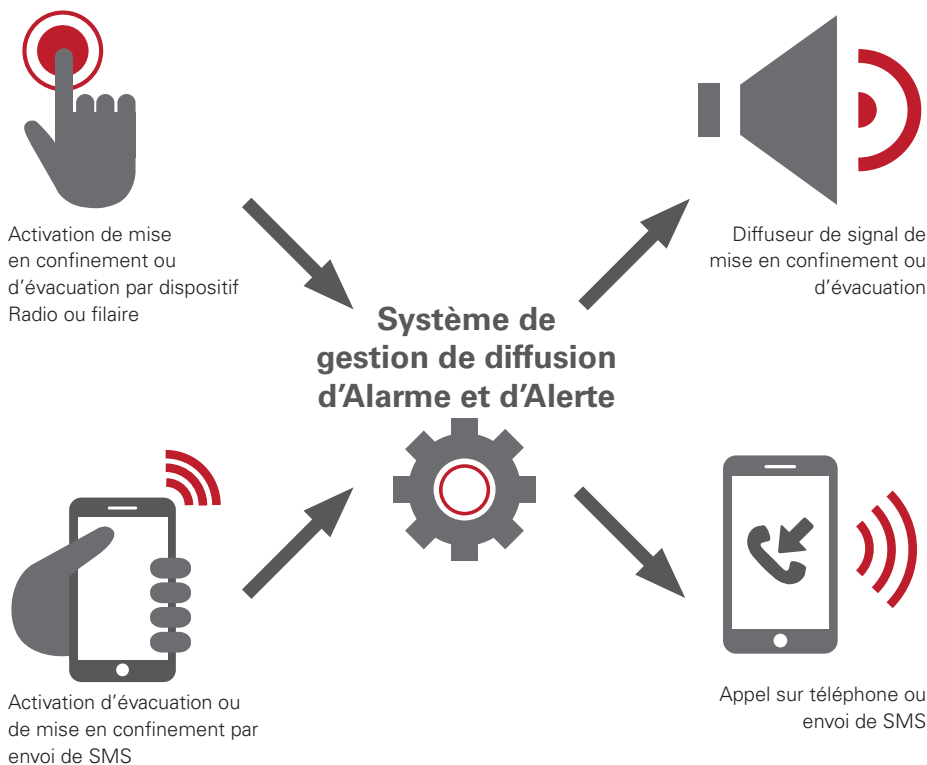 Activation de mise
en confinement ou
d’évacuation par dispositif
Radio ou filaire
Diffuseur de signal de
mise en confinement ou
d’évacuation
Système de
gestion de diffusion
d’Alarme et d’Alerte
Activation d’évacuation ou
de mise en confinement par
envoi de SMS
Appel sur téléphone ou
envoi de SMS